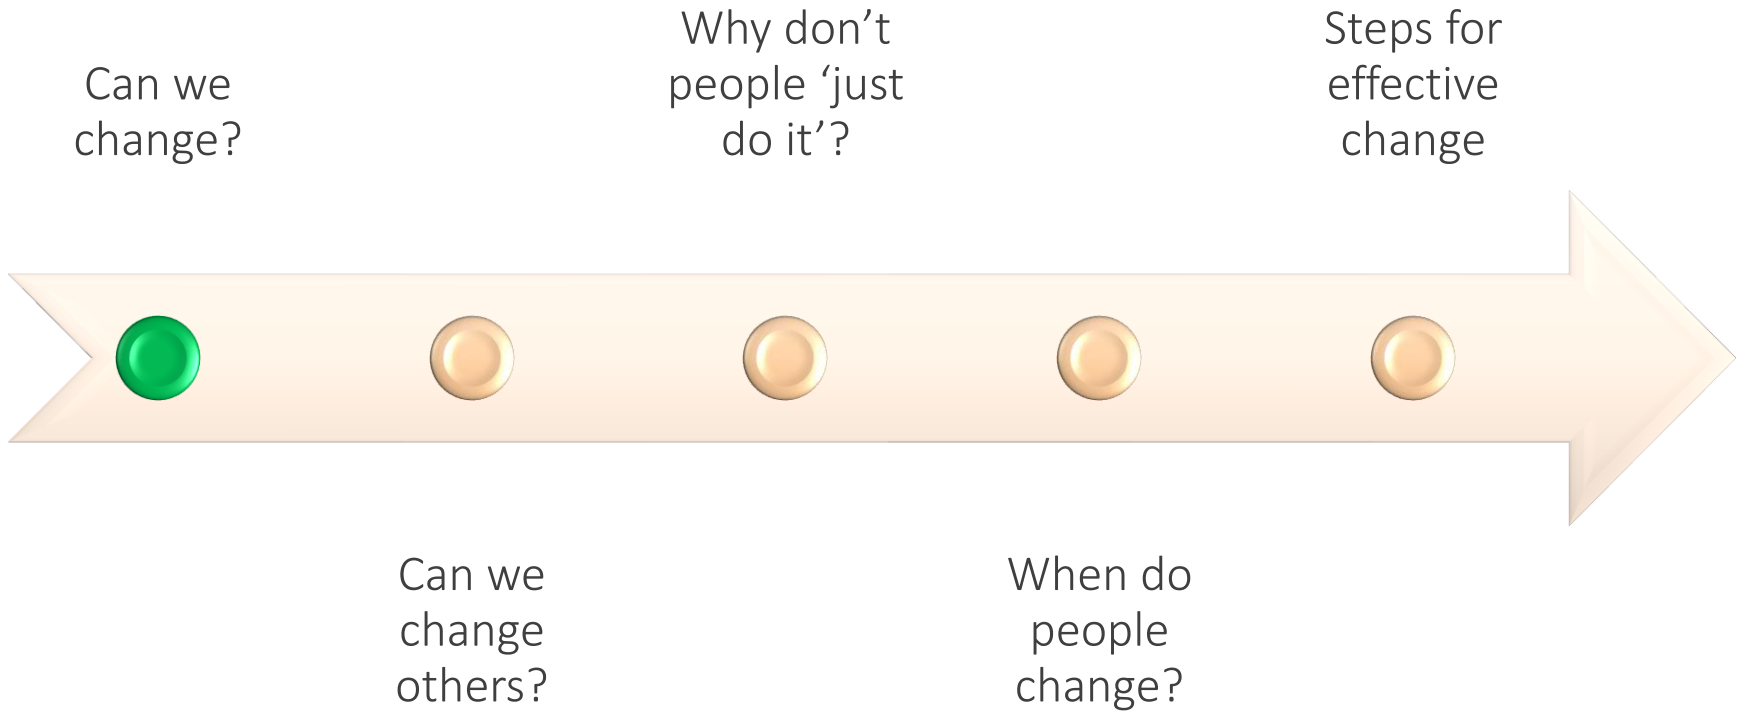 Can we
change?
Can we
change
others?
Why don’t
people ‘just
do it’?
When do
people
change?
Steps for
effective
change